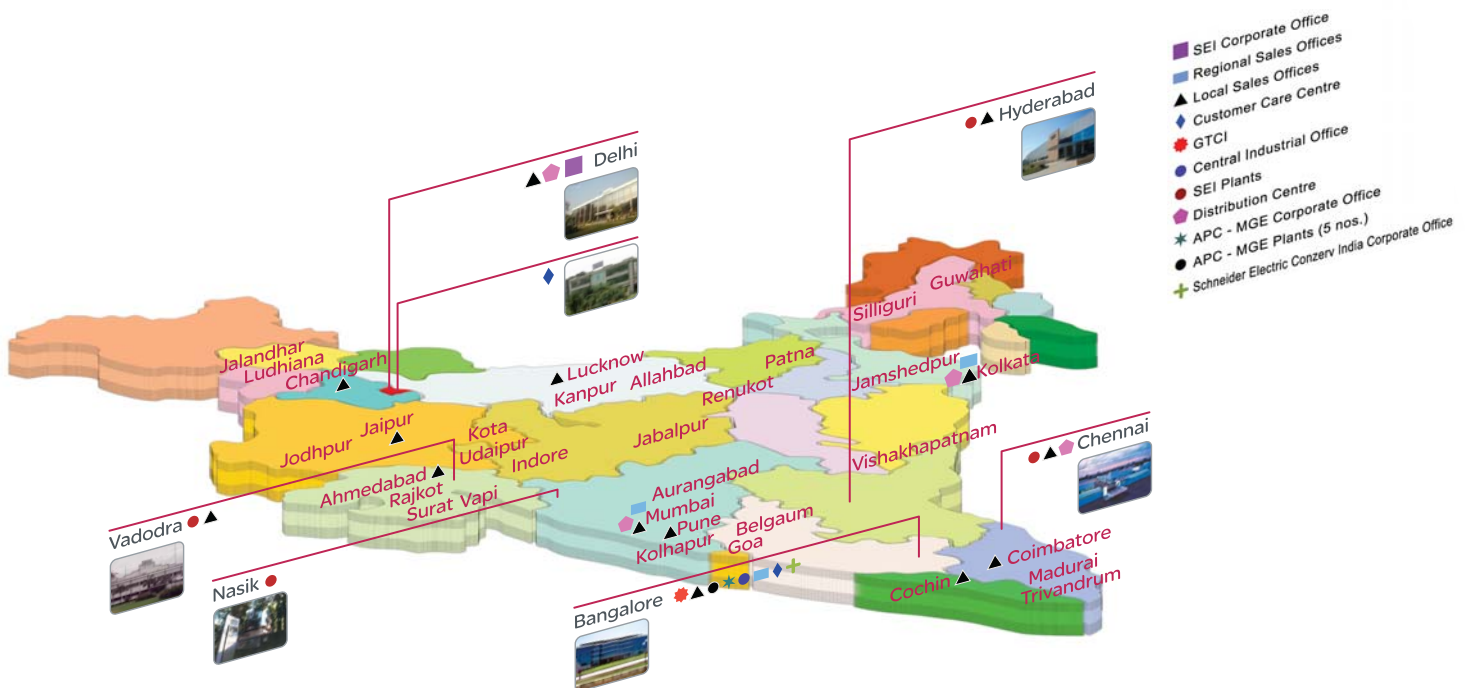 SEI Corporate Office
Regional Sales Offices
Local Sales Offices
Customer Care Centre
GTCI
Central Industrial Office
SEI Plants
Distribution Centre
APC - MGE Corporate Office
APC - MGE Plants (5 nos.)
Schneider Electric Conzerv India Corporate Office
Hyderabad
Delhi
Guwahati
Silliguri
Jalandhar
Ludhiana
Chandigarh
Lucknow
Kanpur
Allahbad
Patna
Renukot
Jamshedpur
Kolkata
Jaipur
Jodhpur
Kota
Udaipur
Indore
Jabalpur
Vishakhapatnam
Chennai
Ahmedabad
Rajkot
Surat
Vapi
Aurangabad
Mumbai
Pune
Kolhapur
Belgaum
Goa
Vadodra
Nasik
Bangalore
Coimbatore
Cochin
Madurai
Trivandrum